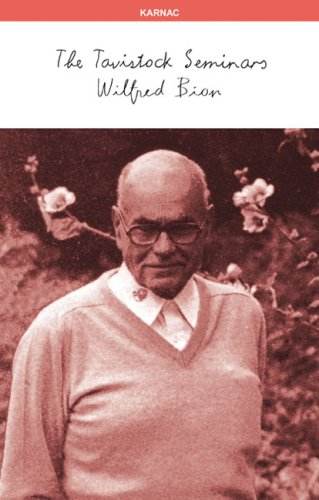 KARNAC
The Tavistock Seminars
Wilfred Bion